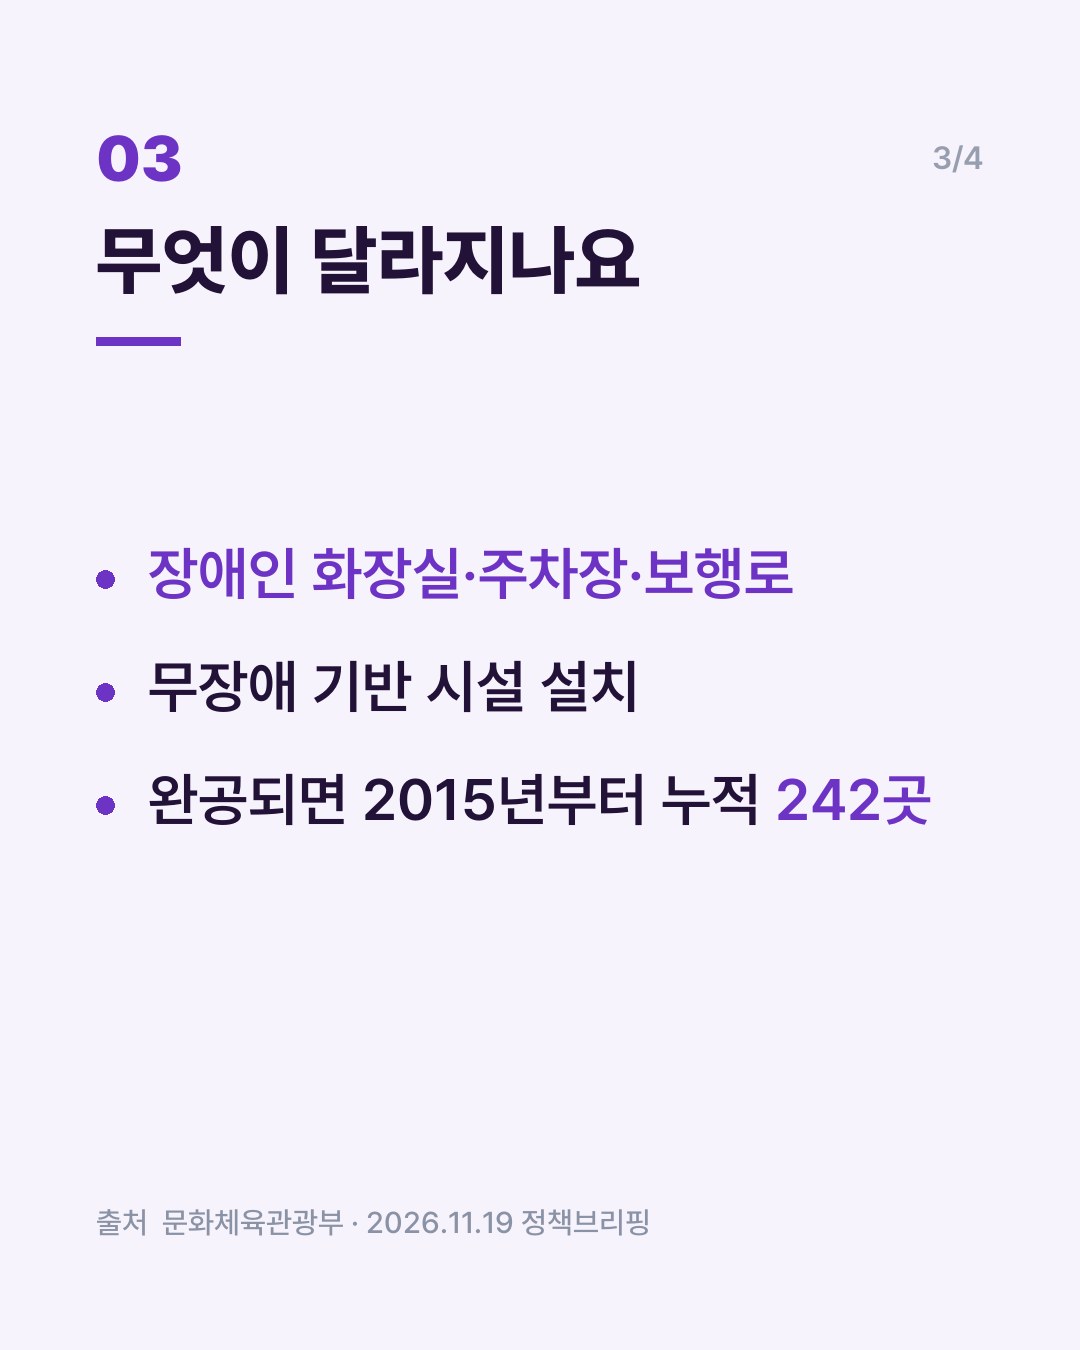 03
3/4
무엇이 달라지나요
• 장애인 화장실·주차장·보행로
• 무장애 기반 시설 설치
• 완공되면 2015년부터 누적 242곳
출처 문화체육관광부 · 2026.11.19 정책브리핑